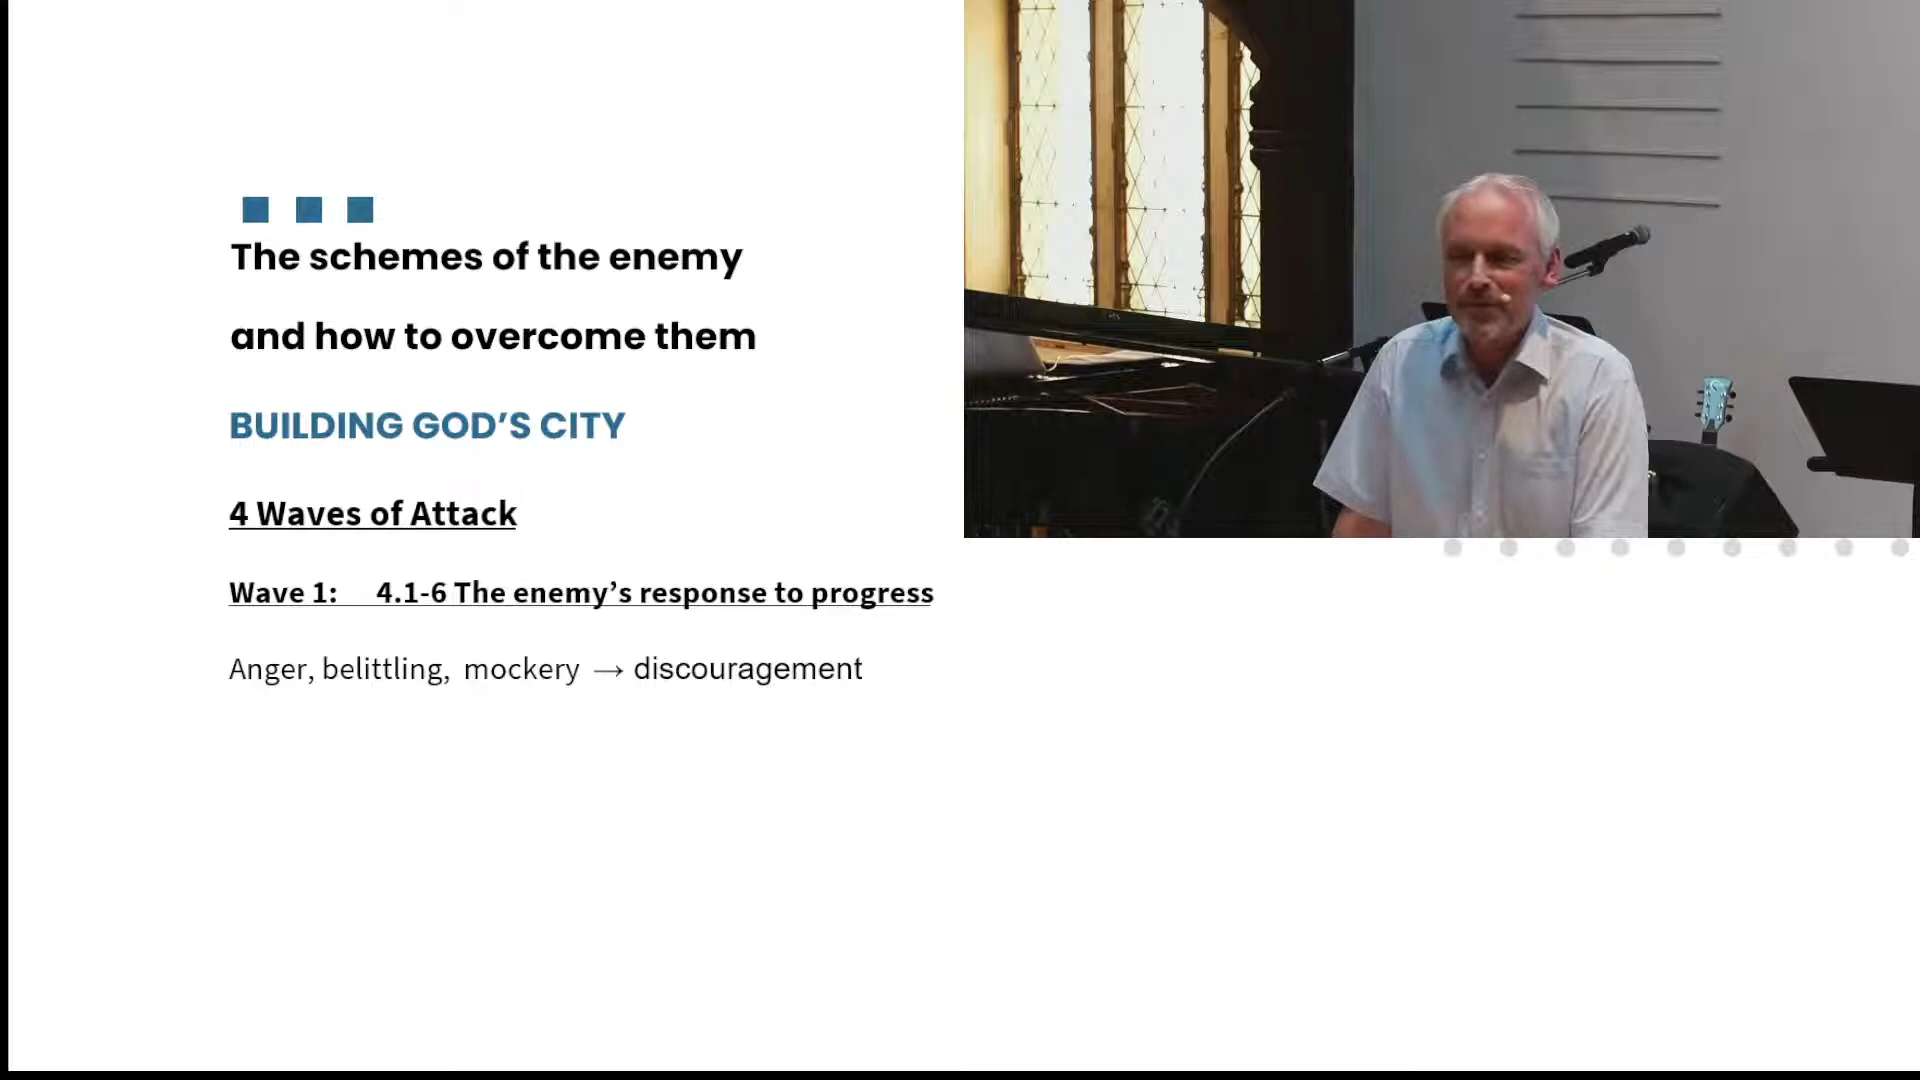 The schemes of the enemy
and how to overcome them
BUILDING GOD’S CITY
4 Waves of Attack
Wave 1: 4.1-6 The enemy’s response to progress
Anger, belittling, mockery → discouragement